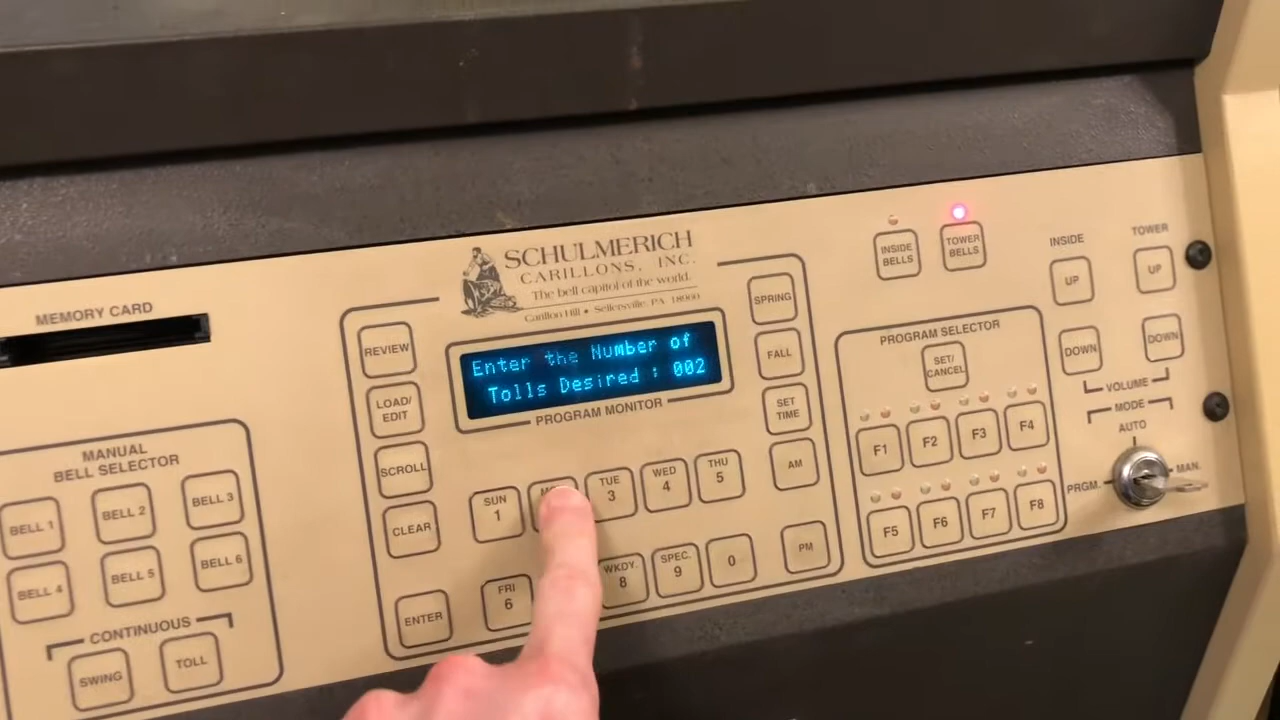 MEMORY CARD
MANUAL
BELL SELECTOR
BELL 1
BELL 2
BELL 3
BELL 4
BELL 5
BELL 6
CONTINUOUS
SWING
TOLL
SCHULMERICH
CARILLONS, INC.
The bell capitol of the world.
Carillon Hill • Sellersville, PA 18960
REVIEW
LOAD/
EDIT
SCROLL
CLEAR
ENTER
Enter the Number of
Tolls Desired : 002
PROGRAM MONITOR
SPRING
FALL
SET
TIME
AM
PM
SUN
1
TUE
3
WED
4
THU
5
FRI
6
WKDY.
8
SPEC.
9
0
INSIDE
BELLS
TOWER
BELLS
PROGRAM SELECTOR
SET/
CANCEL
F1
F2
F3
F4
F5
F6
F7
F8
INSIDE
UP
DOWN
TOWER
UP
DOWN
VOLUME
MODE
AUTO
MAN.
PRGM.